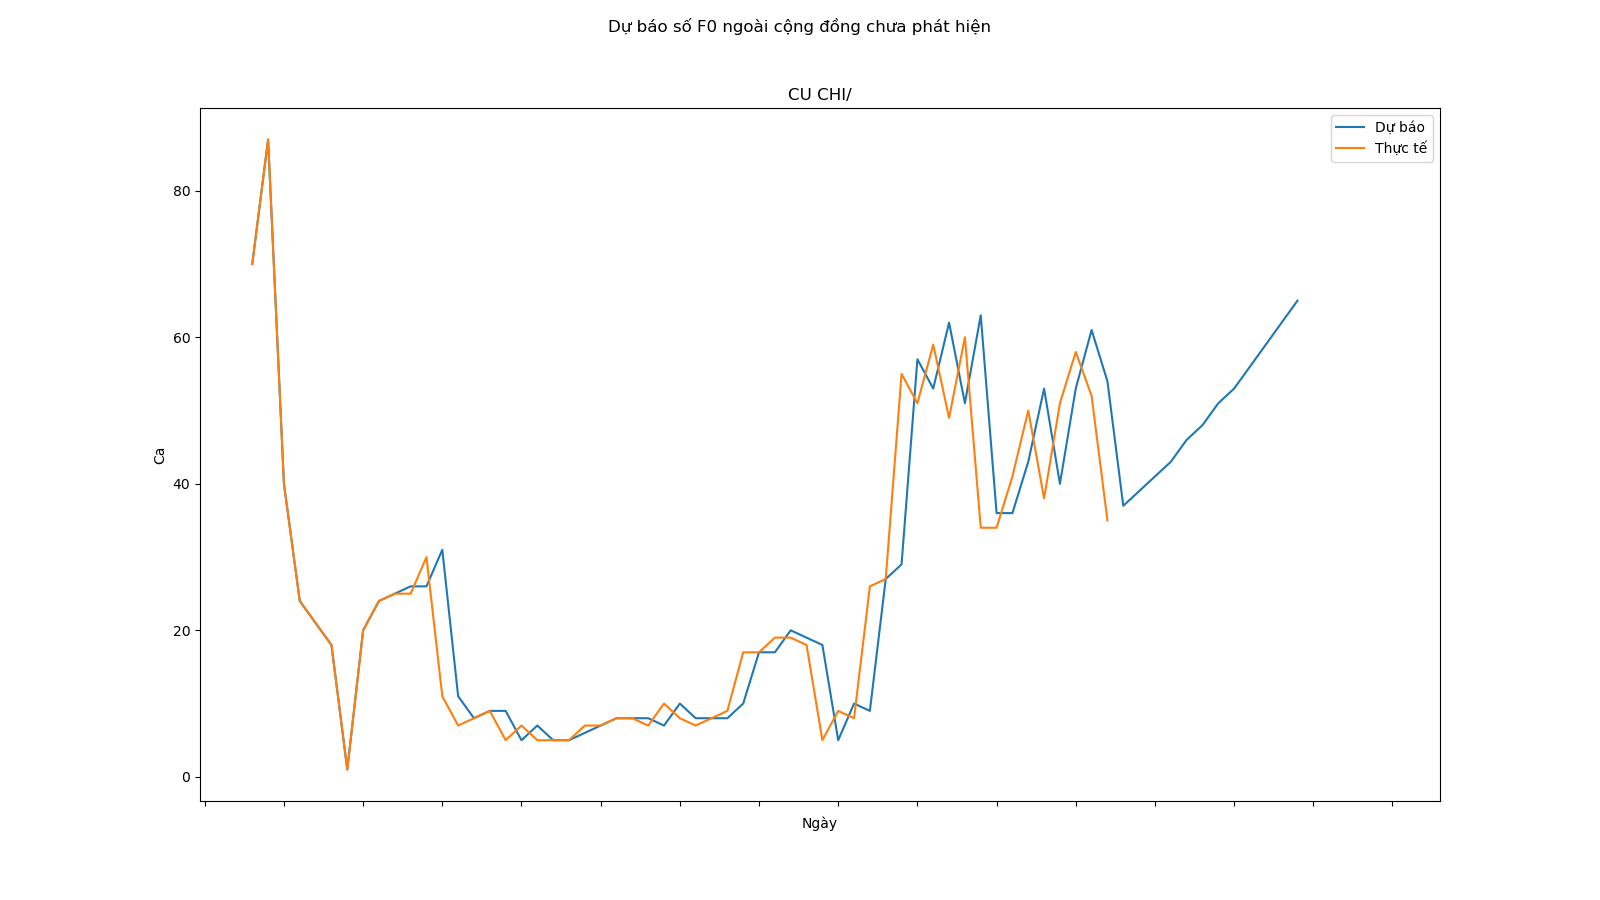 Dự báo số F0 ngoài cộng đồng chưa phát hiện
CU CHI/
Dự báo
Thực tế
80
60
40
20
0
Ca
Ngày